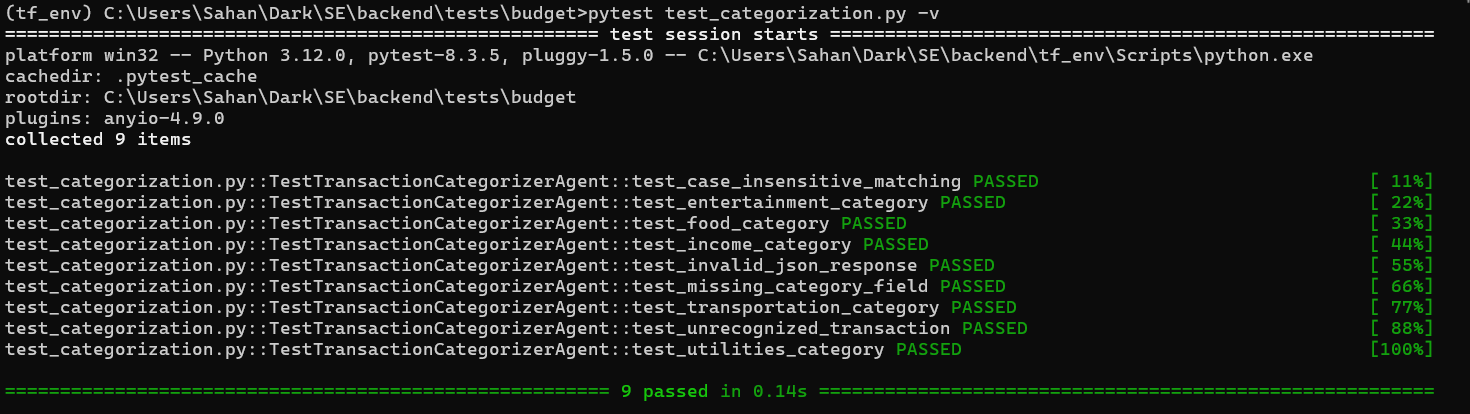 (tf_env) C:\Users\Sahan\Dark\SE\backend\tests\budget>pytest test_categorization.py -v
======================================================= test session starts ========================================================
platform win32 -- Python 3.12.0, pytest-8.3.5, pluggy-1.5.0 -- C:\Users\Sahan\Dark\SE\backend\tf_env\Scripts\python.exe
cachedir: .pytest_cache
rootdir: C:\Users\Sahan\Dark\SE\backend\tests\budget
plugins: anyio-4.9.0
collected 9 items
test_categorization.py::TestTransactionCategorizerAgent::test_case_insensitive_matching PASSED [ 11%]
test_categorization.py::TestTransactionCategorizerAgent::test_entertainment_category PASSED [ 22%]
test_categorization.py::TestTransactionCategorizerAgent::test_food_category PASSED [ 33%]
test_categorization.py::TestTransactionCategorizerAgent::test_income_category PASSED [ 44%]
test_categorization.py::TestTransactionCategorizerAgent::test_invalid_json_response PASSED [ 55%]
test_categorization.py::TestTransactionCategorizerAgent::test_missing_category_field PASSED [ 66%]
test_categorization.py::TestTransactionCategorizerAgent::test_transportation_category PASSED [ 77%]
test_categorization.py::TestTransactionCategorizerAgent::test_unrecognized_transaction PASSED [ 88%]
test_categorization.py::TestTransactionCategorizerAgent::test_utilities_category PASSED [100%]
======================================================== 9 passed in 0.14s =========================================================